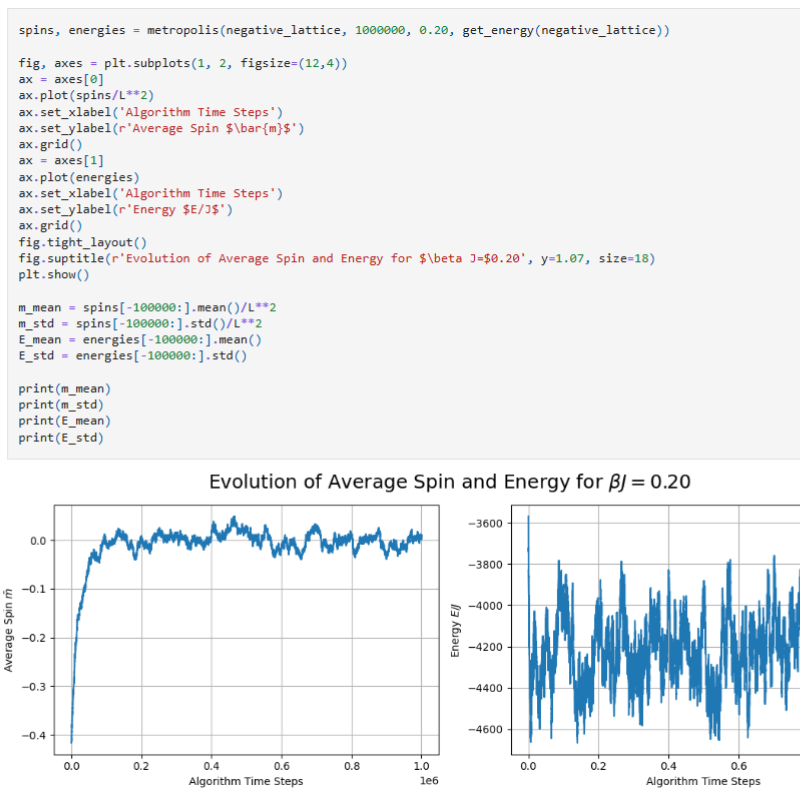 spins, energies = metropolis(negative_lattice, 1000000, 0.20, get_energy(negative_lattice))
fig, axes = plt.subplots(1, 2, figsize=(12,4))
ax = axes[0]
ax.plot(spins/L**2)
ax.set_xlabel('Algorithm Time Steps')
ax.set_ylabel(r'Average Spin $\bar{m}$')
ax.grid()
ax = axes[1]
ax.plot(energies)
ax.set_xlabel('Algorithm Time Steps')
ax.set_ylabel(r'Energy $E/J$')
ax.grid()
fig.tight_layout()
fig.suptitle(r'Evolution of Average Spin and Energy for $\beta J=$0.20', y=1.07, size=18)
plt.show()
m_mean = spins[-100000:].mean()/L**2
m_std = spins[-100000:].std()/L**2
E_mean = energies[-100000:].mean()
E_std = energies[-100000:].std()
print(m_mean)
print(m_std)
print(E_mean)
print(E_std)
Evolution of Average Spin and Energy for βJ = 0.20
Average Spin m̄
0.0
−0.1
−0.2
−0.3
−0.4
0.0 0.2 0.4 0.6 0.8 1.0
1e6
Algorithm Time Steps
Energy E/J
−3600
−3800
−4000
−4200
−4400
−4600
0.0 0.2 0.4 0.6
Algorithm Time Steps